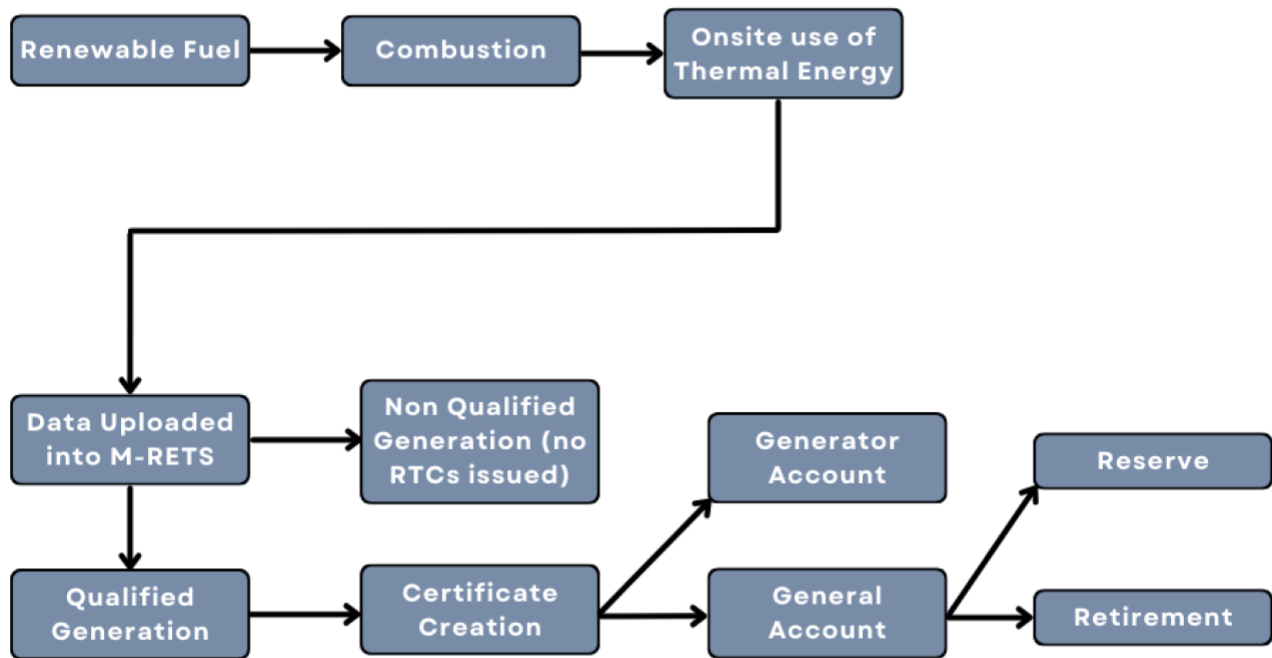 Renewable Fuel
Combustion
Onsite use of
Thermal Energy
Data Uploaded
into M-RETS
Non Qualified
Generation (no
RTCs issued)
Generator
Account
Reserve
Qualified
Generation
Certificate
Creation
General
Account
Retirement